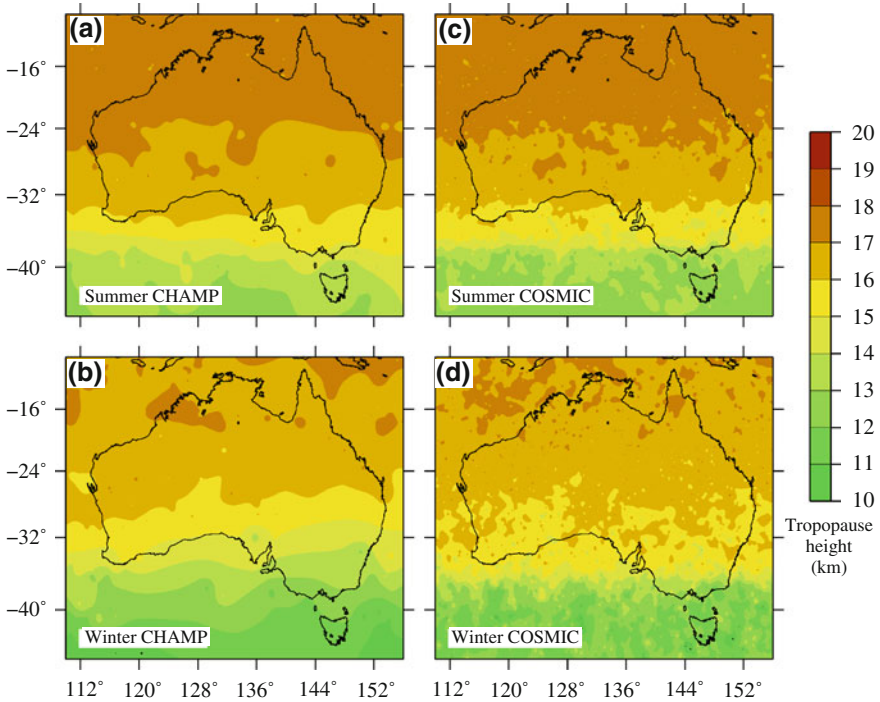 (a)
(c)
−16°
−24°
−32°
−40°
Summer CHAMP
Summer COSMIC
(b)
(d)
−16°
−24°
−32°
−40°
Winter CHAMP
Winter COSMIC
112° 120° 128° 136° 144° 152°
112° 120° 128° 136° 144° 152°
20
19
18
17
16
15
14
13
12
11
10
Tropopause
height
(km)